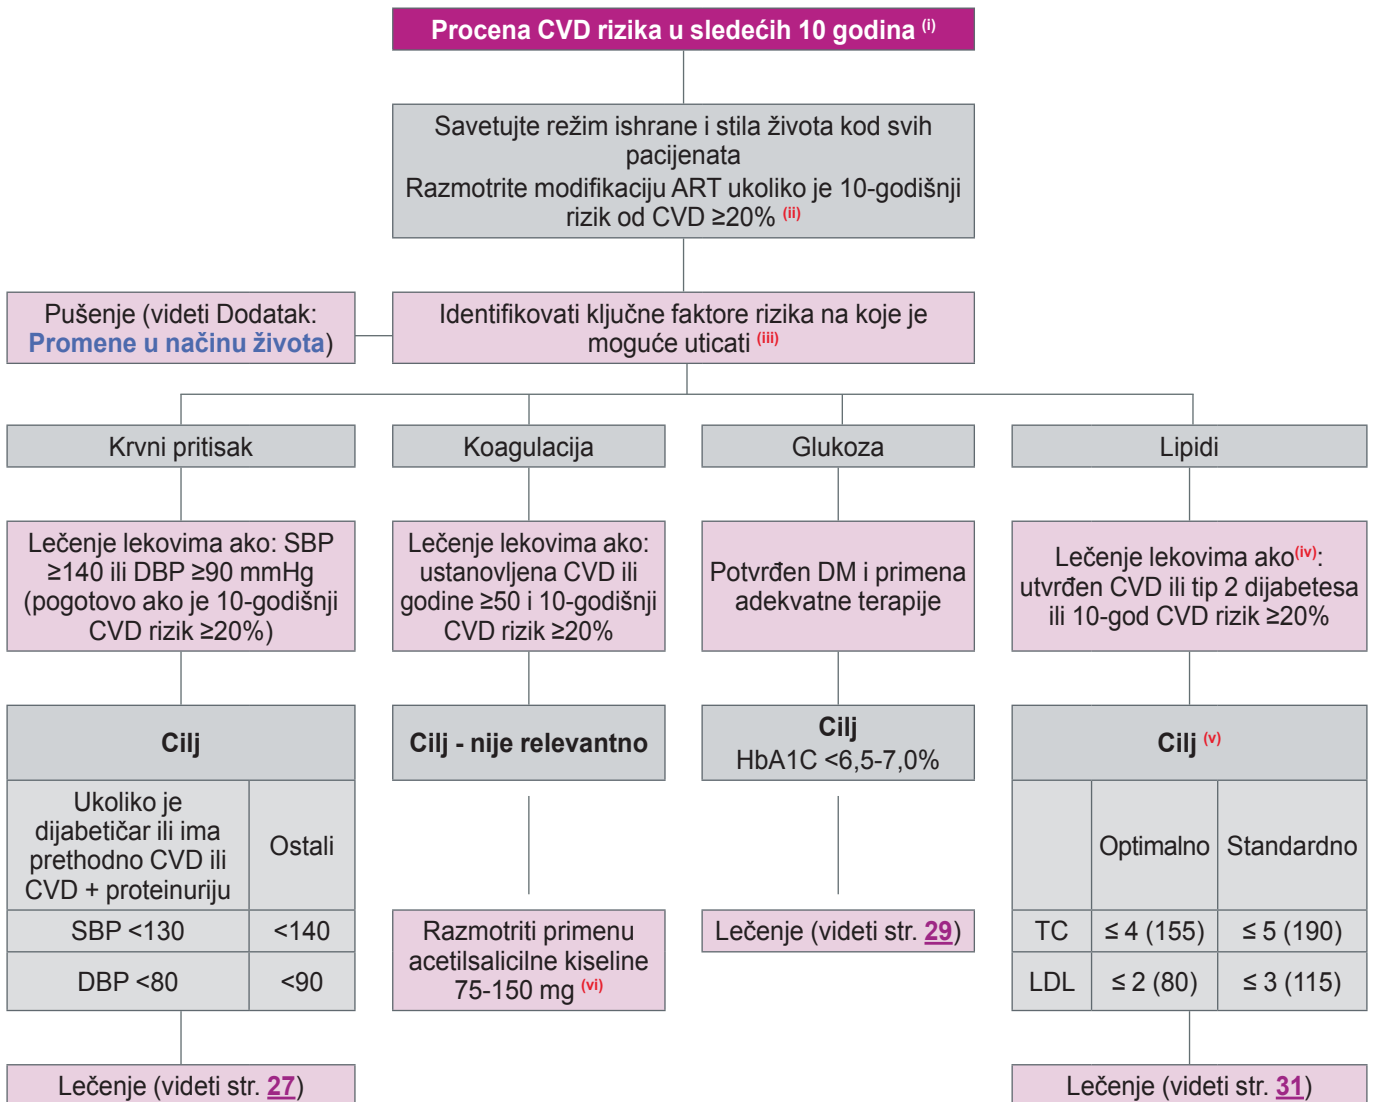 Procena CVD rizika u sledećih 10 godina (i)
Savetujte režim ishrane i stila života kod svih
pacijenata
Razmotrite modifikaciju ART ukoliko je 10-godišnji
rizik od CVD ≥20% (ii)
Pušenje (videti Dodatak:
Promene u načinu života)
Identifikovati ključne faktore rizika na koje je
moguće uticati (iii)
Krvni pritisak
Koagulacija
Glukoza
Lipidi
Lečenje lekovima ako: SBP
≥140 ili DBP ≥90 mmHg
(pogotovo ako je 10-godišnji
CVD rizik ≥20%)
Lečenje lekovima ako:
ustanovljena CVD ili
godine ≥50 i 10-godišnji
CVD rizik ≥20%
Potvrđen DM i primena
adekvatne terapije
Lečenje lekovima ako(iv):
utvrđen CVD ili tip 2 dijabetesa
ili 10-god CVD rizik ≥20%
Cilj
Ukoliko je
dijabetičar ili ima
prethodno CVD ili
CVD + proteinuriju
Ostali
SBP <130
<140
DBP <80
<90
Lečenje (videti str. 27)
Cilj - nije relevantno
Razmotriti primenu
acetilsalicilne kiseline
75-150 mg (vi)
Cilj
HbA1C <6,5-7,0%
Lečenje (videti str. 29)
Cilj (v)
Optimalno
Standardno
TC
≤ 4 (155)
≤ 5 (190)
LDL
≤ 2 (80)
≤ 3 (115)
Lečenje (videti str. 31)